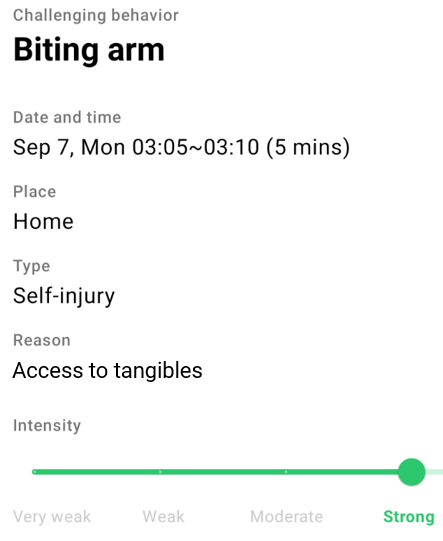 Challenging behavior
Biting arm
Date and time
Sep 7, Mon 03:05~03:10 (5 mins)
Place
Home
Type
Self-injury
Reason
Access to tangibles
Intensity
Very weak Weak Moderate Strong